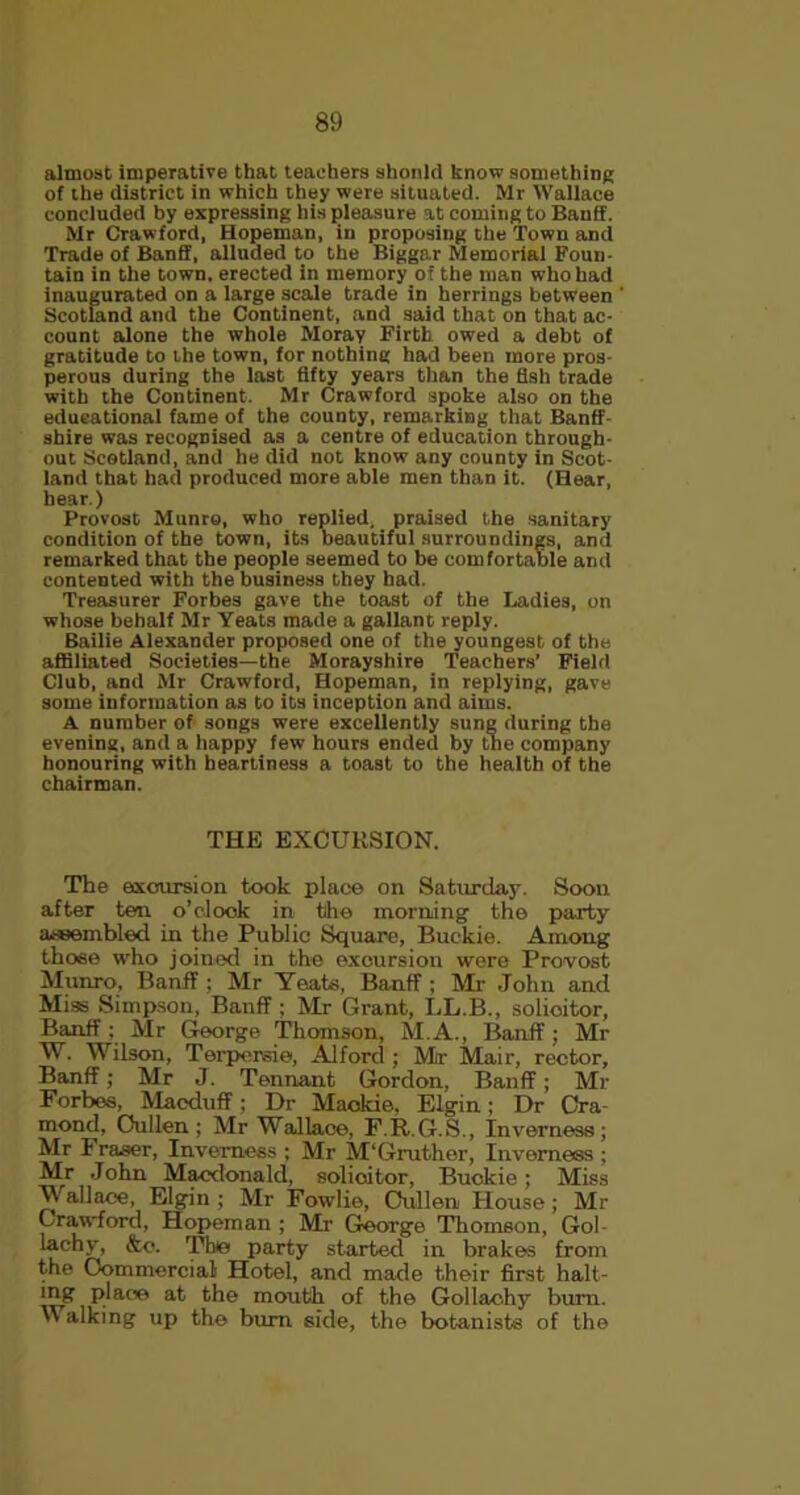 89
almost imperative that teachers should know something
of the district in which they were situated. Mr Wallace
concluded by expressing his pleasure at coming to Banff.
Mr Crawford, Hopeman, in proposing the Town and
Trade of Banff, alluded to the Biggar Memorial Foun-
tain in the town, erected in memory of the man who had
inaugurated on a large scale trade in herrings between
Scotland and the Continent, and said that on that ac-
count alone the whole Moray Firth owed a debt of
gratitude to the town, for nothing had been more pros-
perous during the last fifty years than the fish trade
with the Continent. Mr Crawford spoke also on the
educational fame of the county, remarking that Banff-
shire was recognised as a centre of education through-
out Scotland, and he did not know any county in Scot-
land that had produced more able men than it. (Hear,
hear.)
Provost Munro, who replied, praised the sanitary
condition of the town, its beautiful surroundings, and
remarked that the people seemed to be comfortable and
contented with the business they had.
Treasurer Forbes gave the toast of the Ladies, on
whose behalf Mr Yeats made a gallant reply.
Bailie Alexander proposed one of the youngest of the
affiliated Societies—the Morayshire Teachers' Field
Club, and Mr Crawford, Hopeman, in replying, gave
some information as to its inception and aims.
A number of songs were excellently sung during the
evening, and a happy few hours ended by the company
honouring with heartiness a toast to the health of the
chairman.
THE EXCURSION.
The excursion took place on Saturday. Soon
after ten o'clock in the morning the party
assembled in the Public Square, Buckie. Among
those who joined in the excursion were Provost
Munro, Banff; Mr Yeats, Banff; Mr John and
Miss Simpson, Banff; Mr Grant, LL.B., solicitor,
Banff; Mr George Thomson, M.A., Banff; Mr
W. Wilson, Terpersie, Alford; Mr Mair, rector,
Banff; Mr J. Tennant Gordon, Banff; Mr
Forbes, Macduff; Dr Mackie, Elgin; Dr Cra-
mond, Cullen; Mr Wallace, F.R.G.S., Inverness;
Mr Fraser, Inverness; Mr M'Gruther, Inverness;
Mr John Macdonald, solicitor, Buckie; Miss
Wallace, Elgin; Mr Fowlie, Cullen House; Mr
Crawford, Hopeman; Mr George Thomson, Gol-
lachy, &c. The party started in brakes from
the Commercial Hotel, and made their first halt-
ing place at the mouth of the Gollachy burn.
Walking up the burn side, the botanists of the